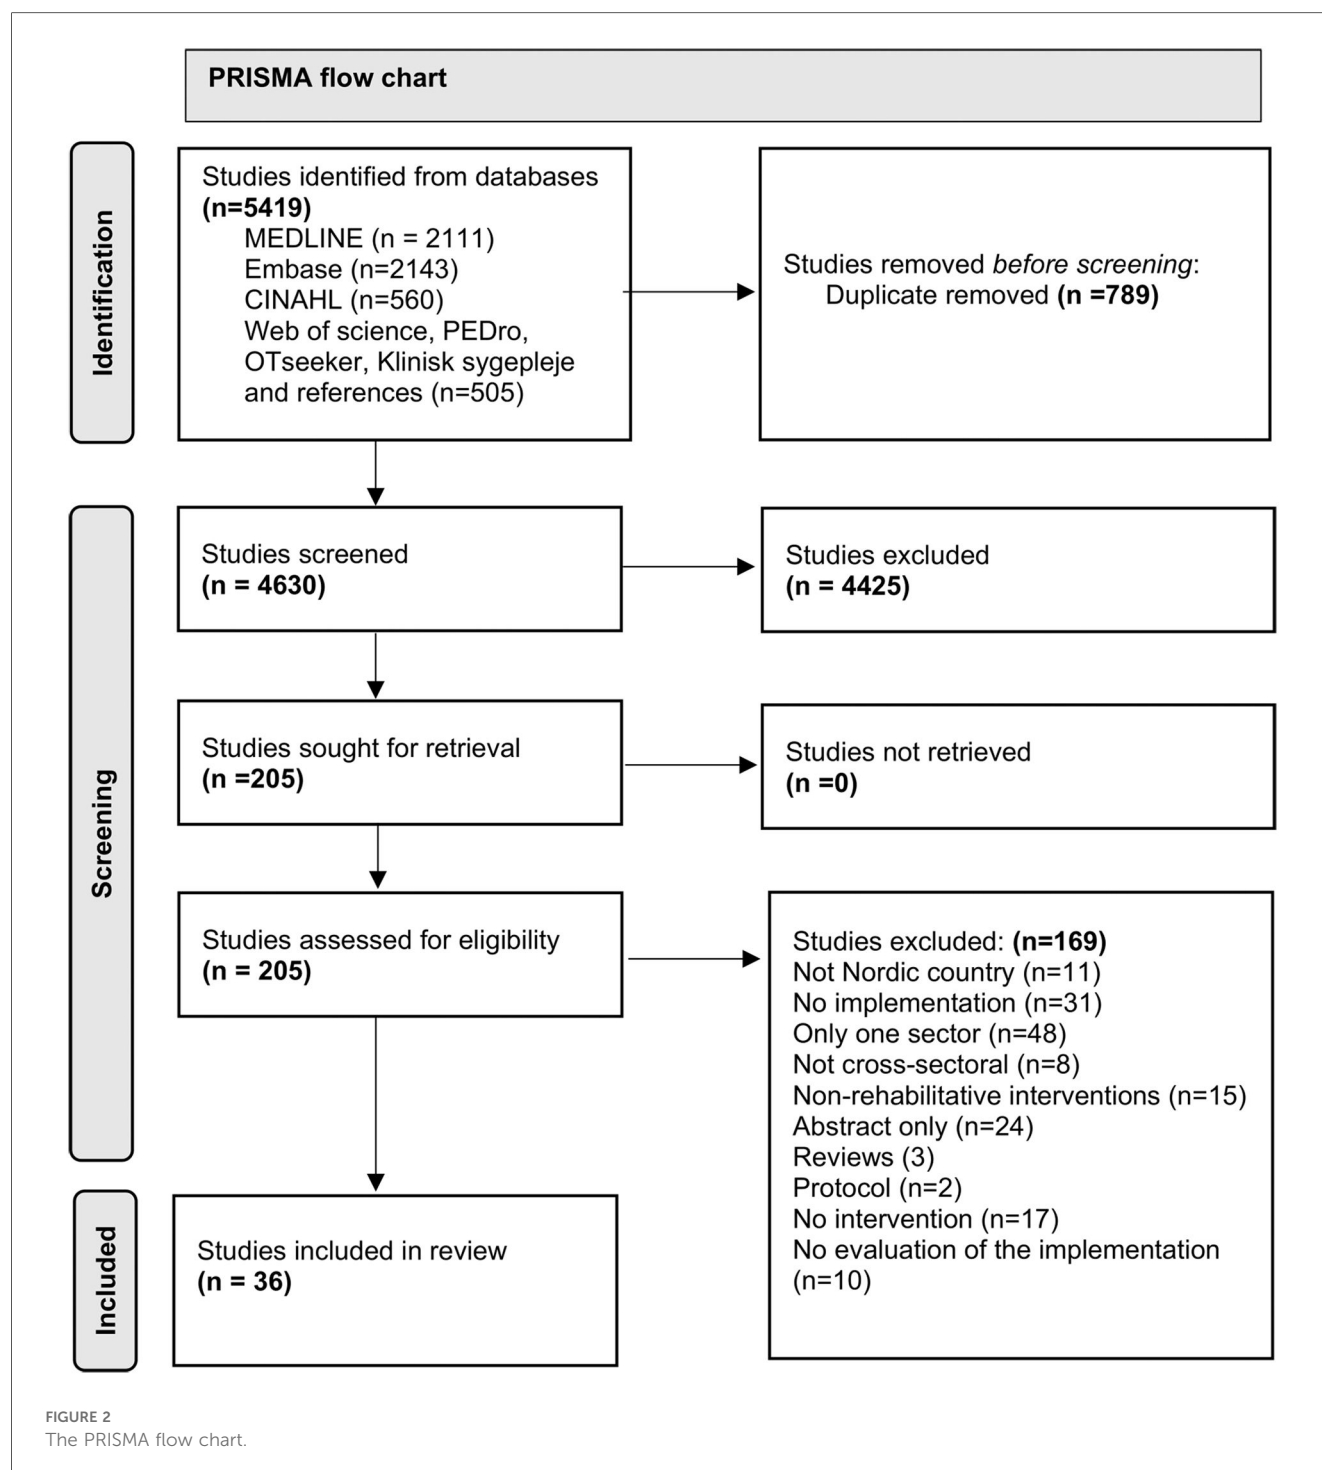 PRISMA flow chart
Identification
Studies identified from databases
(n=5419)
MEDLINE (n = 2111)
Embase (n=2143)
CINAHL (n=560)
Web of science, PEDro,
OTseeker, Klinisk sygepleje
and references (n=505)
Studies removed before screening:
Duplicate removed (n =789)
Screening
Studies screened
(n = 4630)
Studies excluded
(n = 4425)
Studies sought for retrieval
(n =205)
Studies not retrieved
(n =0)
Studies assessed for eligibility
(n = 205)
Studies excluded: (n=169)
Not Nordic country (n=11)
No implementation (n=31)
Only one sector (n=48)
Not cross-sectoral (n=8)
Non-rehabilitative interventions (n=15)
Abstract only (n=24)
Reviews (3)
Protocol (n=2)
No intervention (n=17)
No evaluation of the implementation
(n=10)
Included
Studies included in review
(n = 36)
FIGURE 2
The PRISMA flow chart.